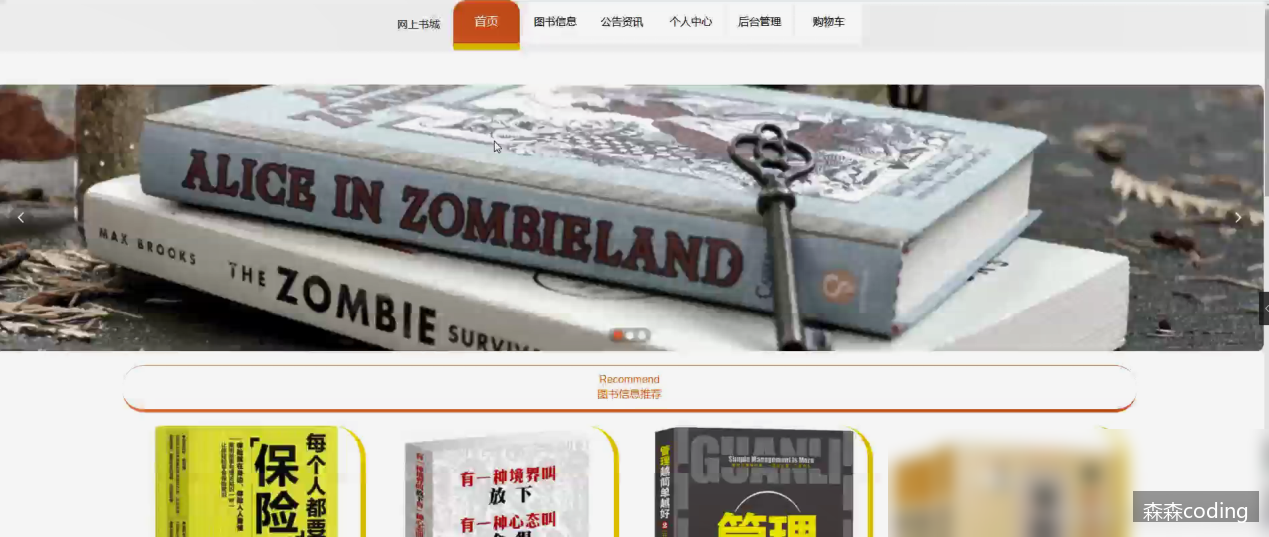 网上书城
首页
图书信息
公告资讯
个人中心
后台管理
购物车
ALICE IN ZOMBIELAND
MAX BROOKS THE ZOMBIE
Recommend
图书信息推荐
每个人都要
保险
有一种境界叫
放下
有一种心态叫
GUANLI
Simple Management is More
管理越简单越好2
管理
森森coding